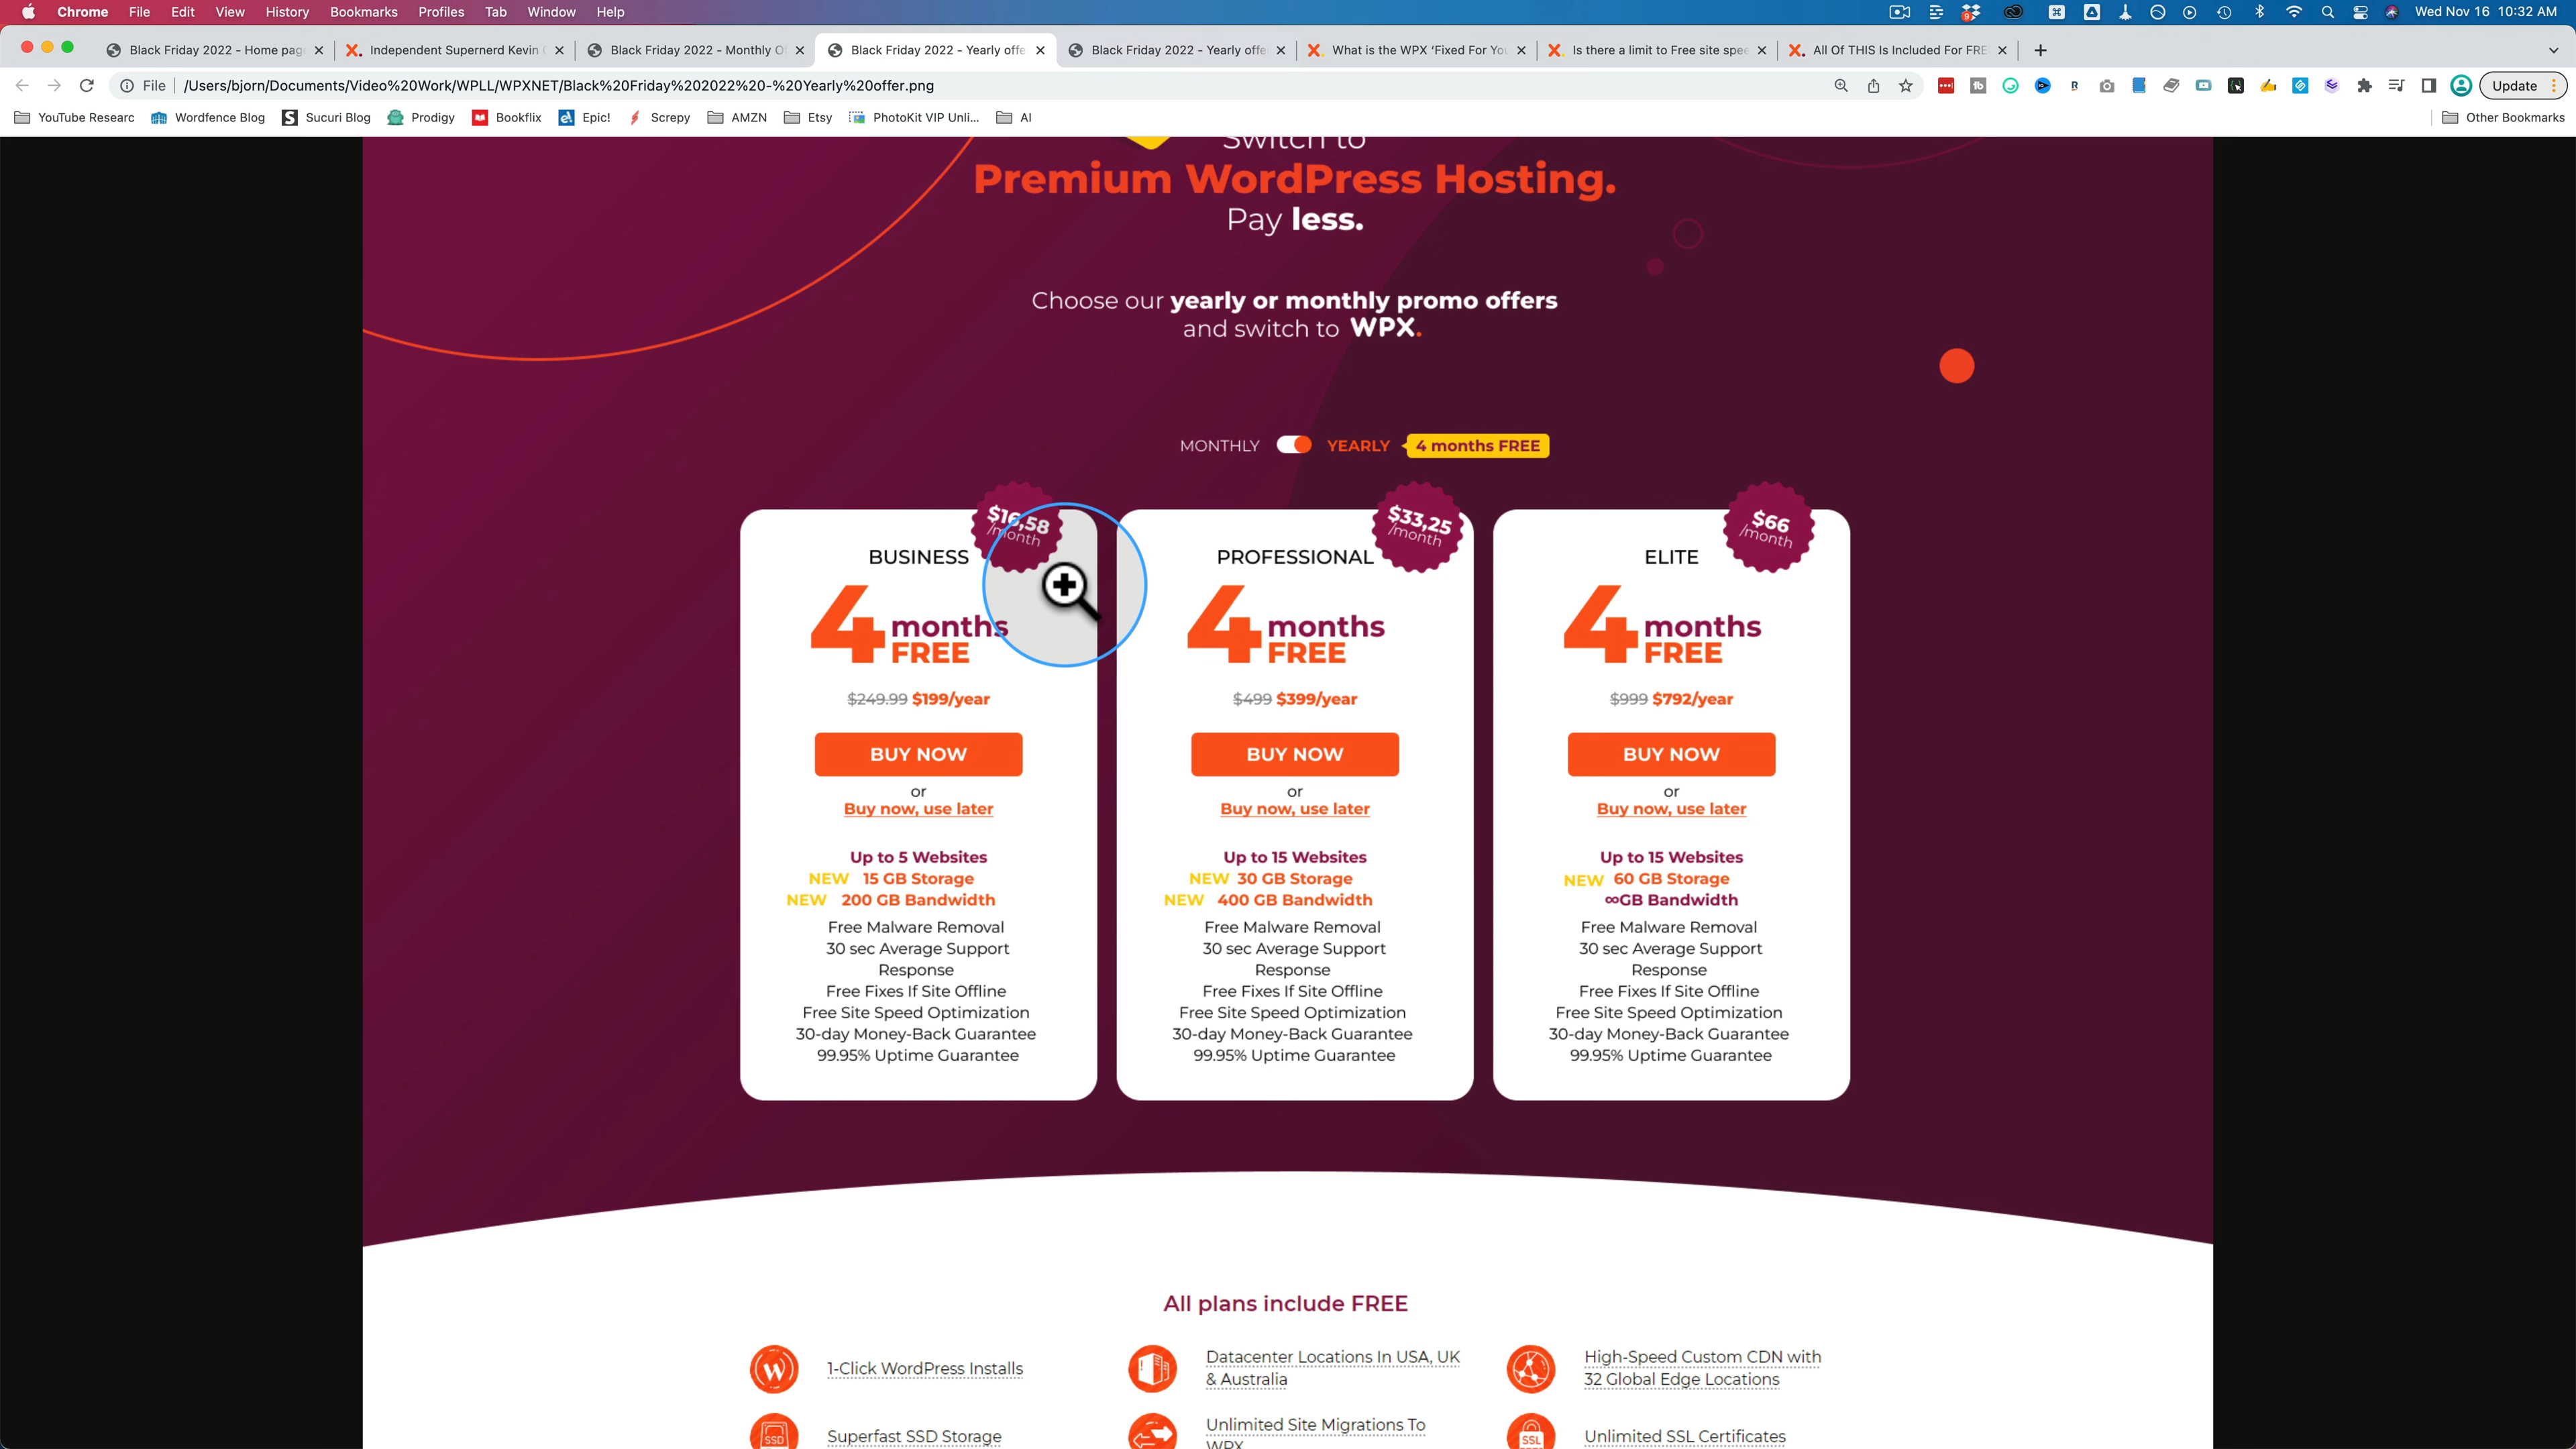 Chrome File Edit View History Bookmarks Profiles Tab Window Help
9
Wed Nov 16 10:32 AM
Black Friday 2022 - Home pag
Independent Supernerd Kevin
Black Friday 2022 - Monthly O
Black Friday 2022 - Yearly offe
Black Friday 2022 - Yearly offe
What is the WPX 'Fixed For Yo
Is there a limit to Free site spe
All Of THIS Is Included For FRE
File /Users/bjorn/Documents/Video%20Work/WPLL/WPXNET/Black%20Friday%202022%20-%20Yearly%20offer.png
Update
YouTube Researc
Wordfence Blog
Sucuri Blog
Prodigy
Bookflix
Epic!
Screpy
AMZN
Etsy
PhotoKit VIP Unli...
AI
Other Bookmarks
Switch to
Premium WordPress Hosting.
Pay less.
Choose our yearly or monthly promo offers
and switch to WPX.
MONTHLY YEARLY 4 months FREE
$16,58
/month
BUSINESS
4 months
FREE
$249.99 $199/year
BUY NOW
or
Buy now, use later
Up to 5 Websites
NEW 15 GB Storage
NEW 200 GB Bandwidth
Free Malware Removal
30 sec Average Support
Response
Free Fixes If Site Offline
Free Site Speed Optimization
30-day Money-Back Guarantee
99.95% Uptime Guarantee
$33,25
/month
PROFESSIONAL
4 months
FREE
$499 $399/year
BUY NOW
or
Buy now, use later
Up to 15 Websites
NEW 30 GB Storage
NEW 400 GB Bandwidth
Free Malware Removal
30 sec Average Support
Response
Free Fixes If Site Offline
Free Site Speed Optimization
30-day Money-Back Guarantee
99.95% Uptime Guarantee
$66
/month
ELITE
4 months
FREE
$999 $792/year
BUY NOW
or
Buy now, use later
Up to 15 Websites
NEW 60 GB Storage
∞GB Bandwidth
Free Malware Removal
30 sec Average Support
Response
Free Fixes If Site Offline
Free Site Speed Optimization
30-day Money-Back Guarantee
99.95% Uptime Guarantee
All plans include FREE
1-Click WordPress Installs
Datacenter Locations In USA, UK
& Australia
High-Speed Custom CDN with
32 Global Edge Locations
SSD
Superfast SSD Storage
Unlimited Site Migrations To
WPX
SSL
Unlimited SSL Certificates